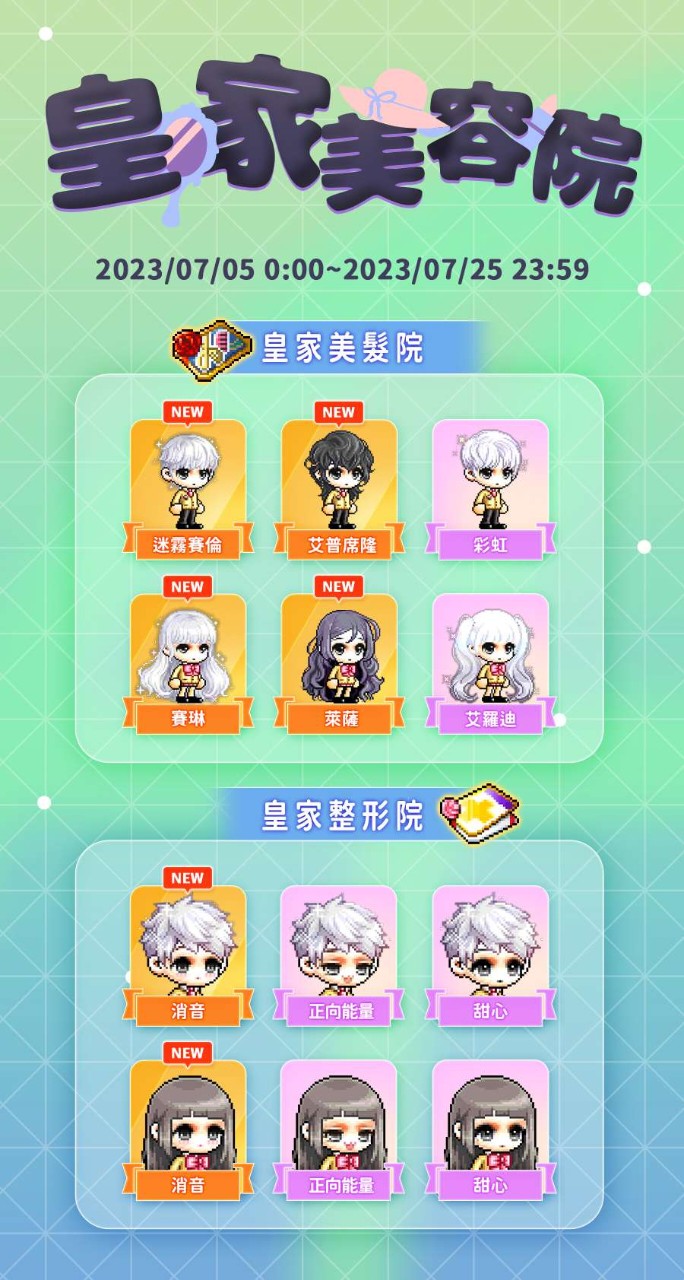 皇家美容院
2023/07/05 0:00~2023/07/25 23:59
皇家美髮院
NEW
NEW
迷霧賽倫
艾普席隆
彩虹
NEW
NEW
賽琳
萊薩
艾羅迪
皇家整形院
NEW
消音
正向能量
甜心
NEW
消音
正向能量
甜心